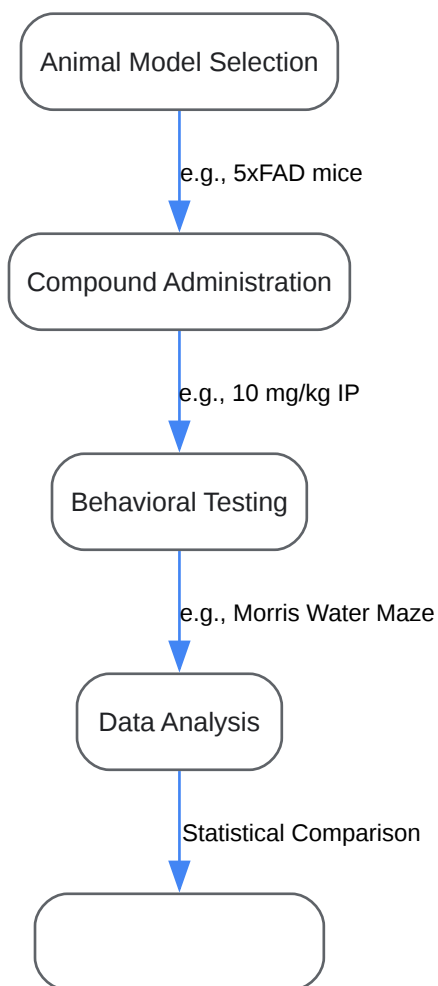 Animal Model Selection
e.g., 5xFAD mice
Compound Administration
e.g., 10 mg/kg IP
Behavioral Testing
e.g., Morris Water Maze
Data Analysis
Statistical Comparison